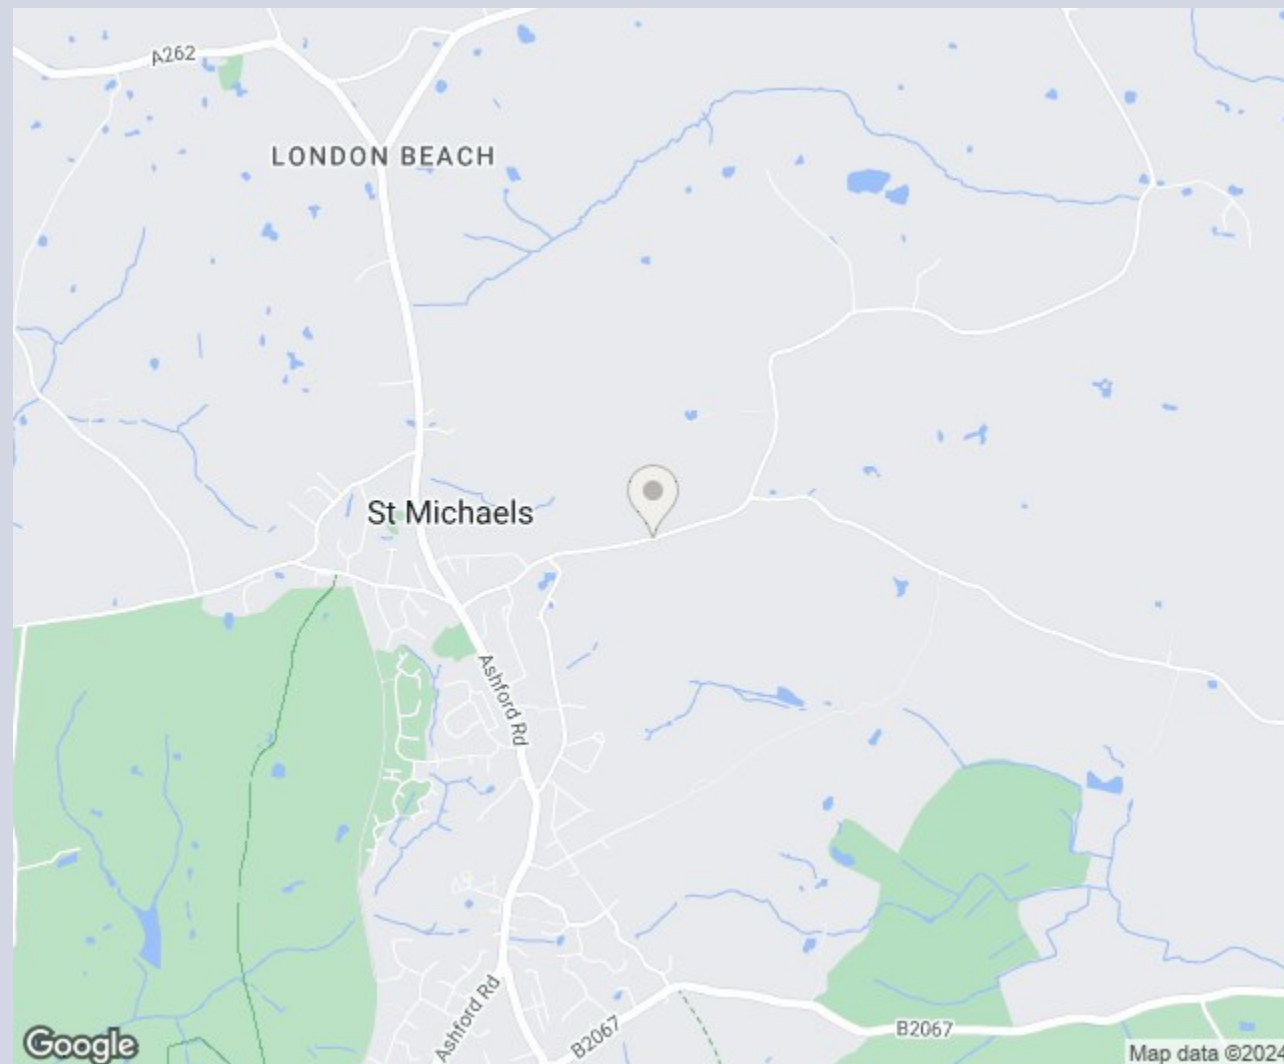 A262
LONDON BEACH
St Michaels
Ashford Rd
Ashford Rd
B2067
B2067
Google
Map data ©2024